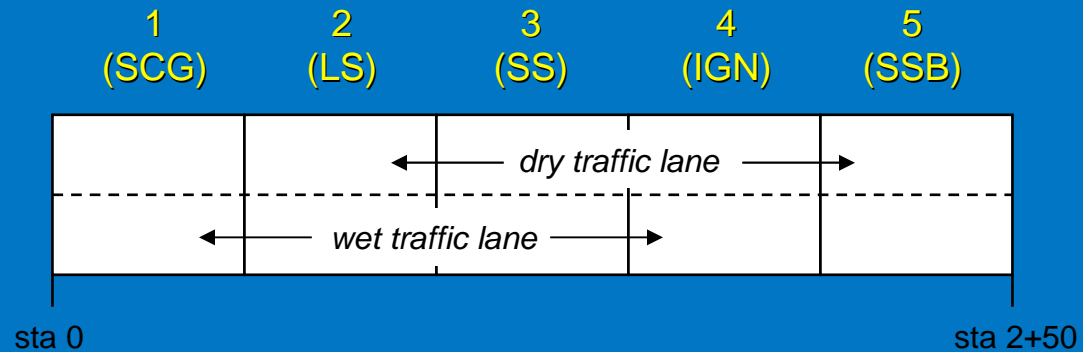 1 2 3 4 5
(SCG) (LS) (SS) (IGN) (SSB)
dry traffic lane
wet traffic lane
sta 0 sta 2+50